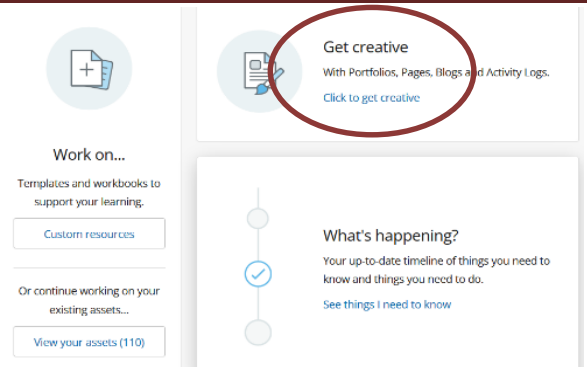 Get creative
With Portfolios, Pages, Blogs and Activity Logs.
Click to get creative
Work on...
Templates and workbooks to
support your learning.
Custom resources
Or continue working on your
existing assets...
View your assets (110)
What's happening?
Your up-to-date timeline of things you need to
know and things you need to do.
See things I need to know